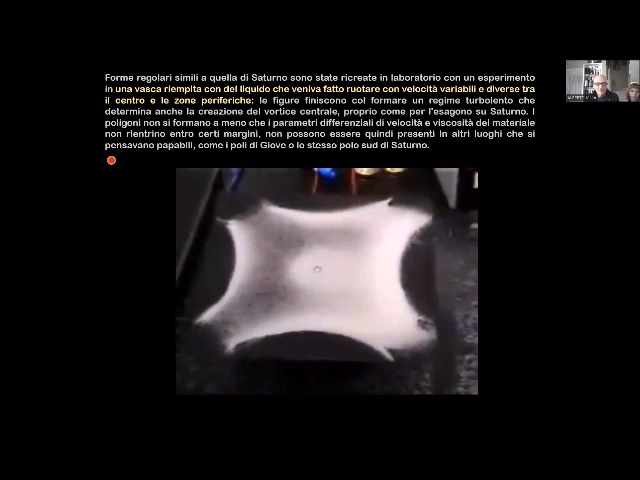 Forme regolari simili a quella di Saturno sono state ricreate in laboratorio con un esperimento
in una vasca riempita con del liquido che veniva fatto ruotare con velocità variabili e diverse tra
il centro e le zone periferiche: le figure finiscono col formare un regime turbolento che
determina anche la creazione del vortice centrale, proprio come per l'esagono su Saturno. I
poligoni non si formano a meno che i parametri differenziali di velocità e viscosità del materiale
non rientrino entro certi margini, non possono essere quindi presenti in altri luoghi che si
pensavano papabili, come i poli di Giove o lo stesso polo sud di Saturno.